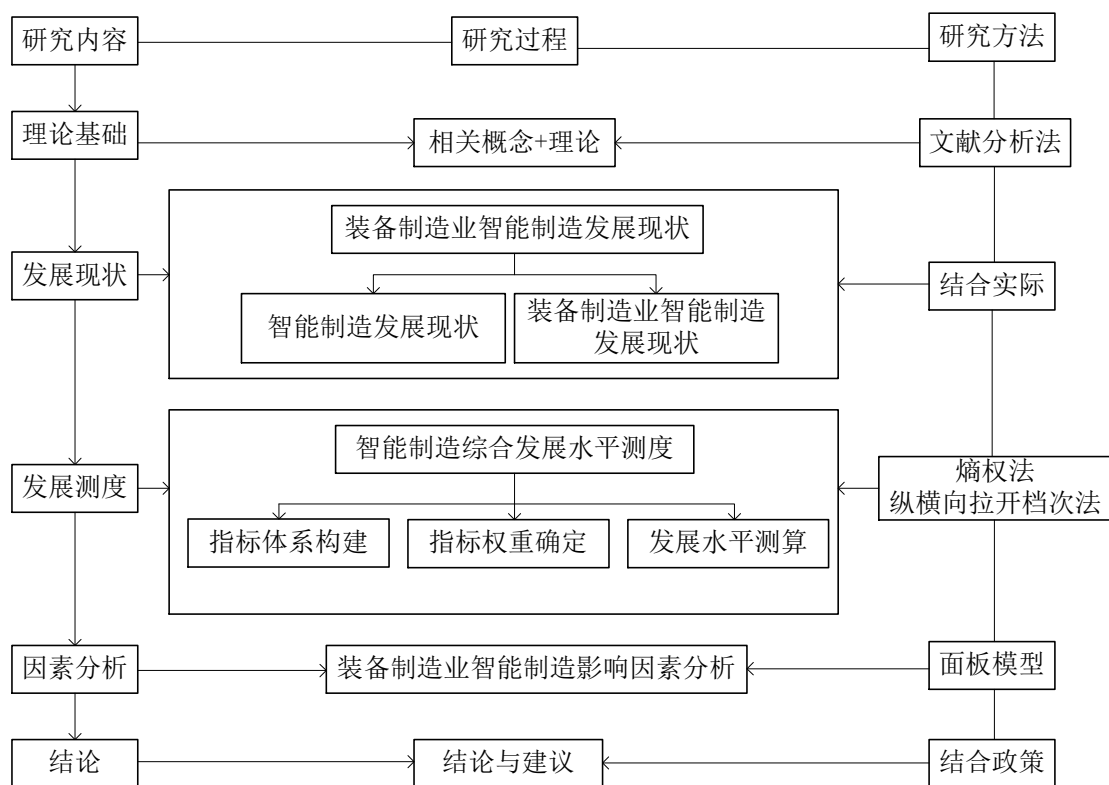 研究内容
研究过程
研究方法
理论基础
相关概念+理论
文献分析法
装备制造业智能制造发展现状
发展现状
结合实际
智能制造发展现状
装备制造业智能制造
发展现状
智能制造综合发展水平测度
发展测度
熵权法
纵横向拉开档次法
指标体系构建
指标权重确定
发展水平测算
因素分析
装备制造业智能制造影响因素分析
面板模型
结论
结论与建议
结合政策